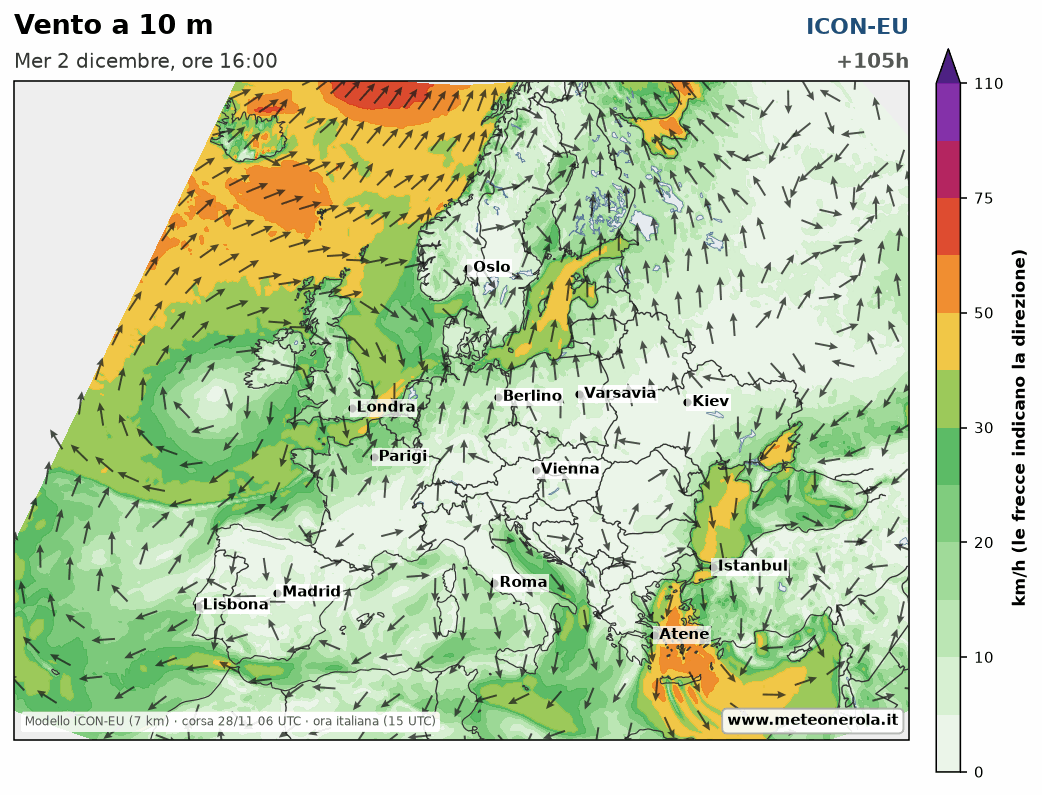 Vento a 10 m
ICON-EU
Mer 2 dicembre, ore 16:00
+105h
110
75
50
30
20
10
0
km/h (le frecce indicano la direzione)
Oslo
Berlino
Varsavia
Kiev
Londra
Parigi
Vienna
Istanbul
Roma
Madrid
Lisbona
Atene
Modello ICON-EU (7 km) · corsa 28/11 06 UTC · ora italiana (15 UTC)
www.meteonerola.it